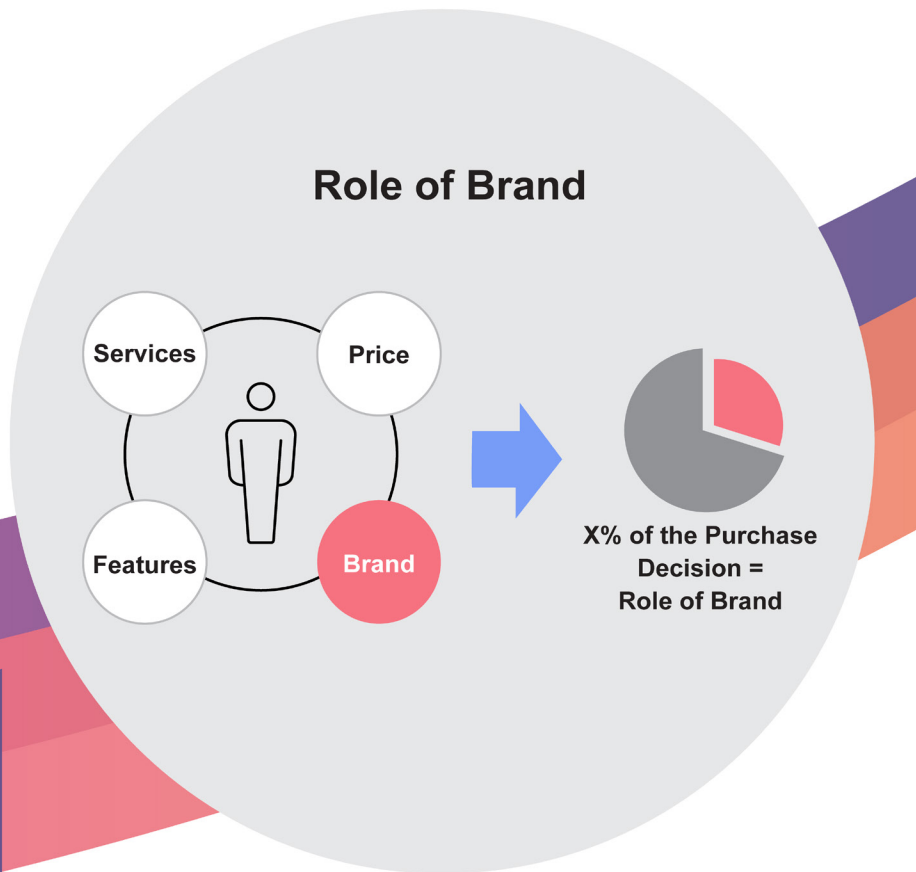 Role of Brand
Services
Price
Features
Brand
X% of the Purchase
Decision =
Role of Brand